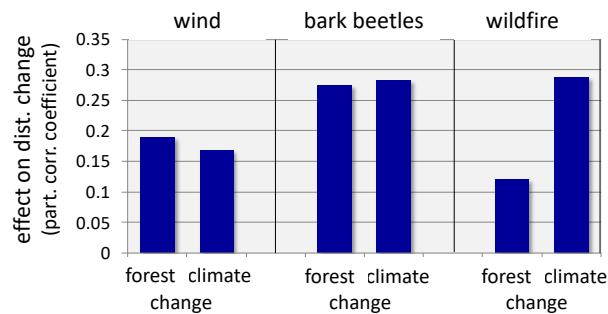 wind bark beetles wildfire
effect on dist. change
(part. corr. coefficient)
0.35
0.3
0.25
0.2
0.15
0.1
0.05
0
forest climate forest climate forest climate
change change change